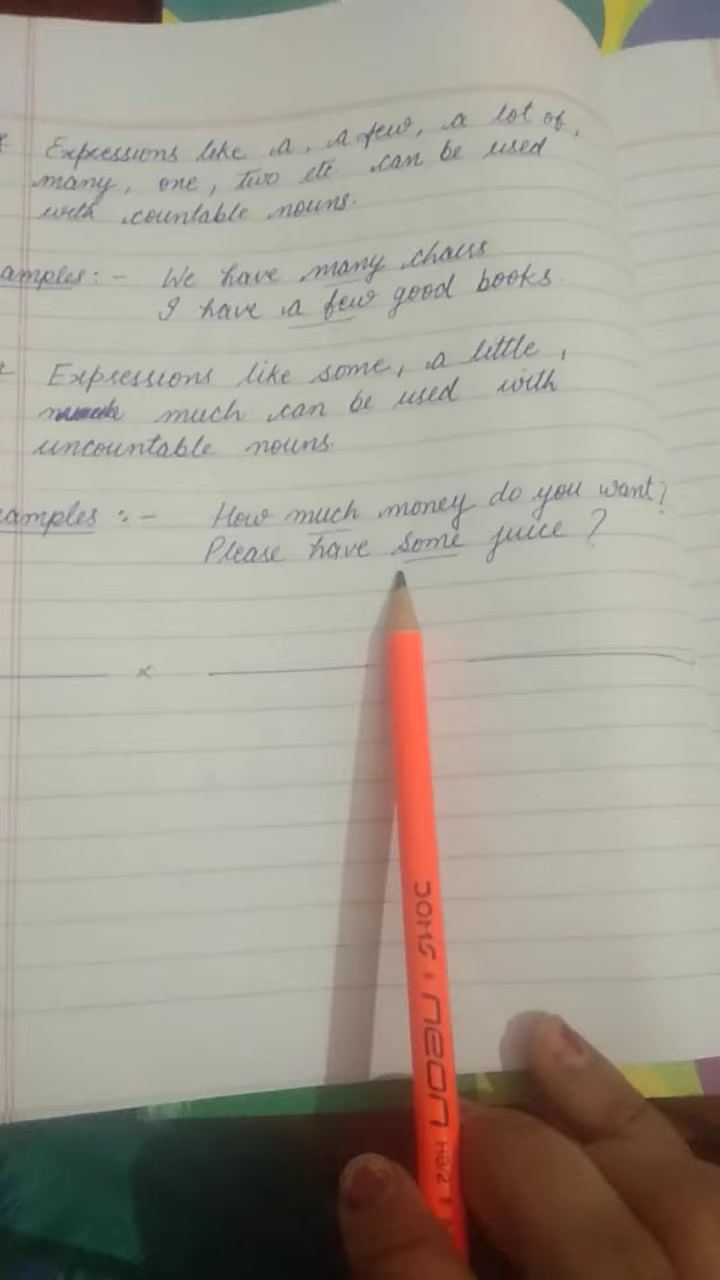 Expressions like a, a few, a lot of,
many, one, two etc can be used
with countable nouns.
amples:- We have many chairs
I have a few good books
Expressions like some, a little,
much can be used with
uncountable nouns.
amples:- How much money do you want?
Please have some juice?
x
DOMS neon HB/2